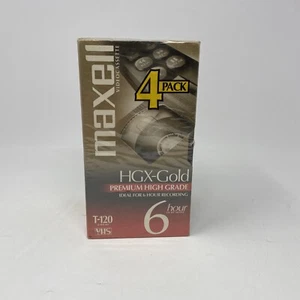 maxell
VIDEOCASSETTE
4 PACK
HGX-Gold
PREMIUM HIGH GRADE
IDEAL FOR 6-HOUR RECORDING
T-120
VHS
6 hour